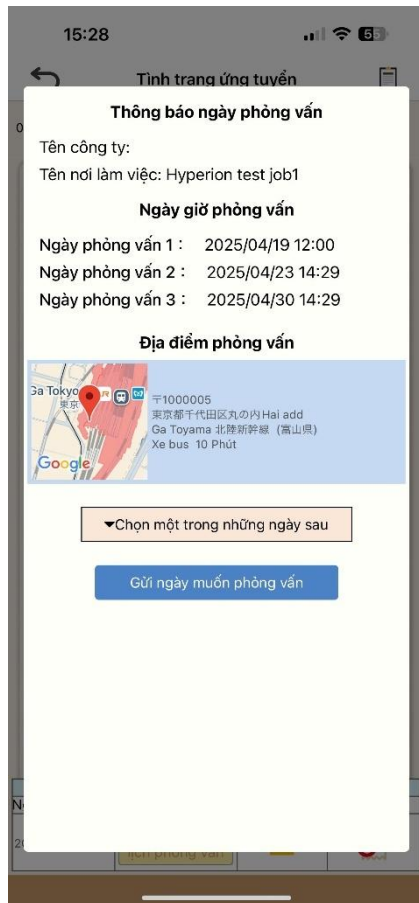 15:28
55
Tình trạng ứng tuyển
Thông báo ngày phỏng vấn
Tên công ty:
Tên nơi làm việc: Hyperion test job1
Ngày giờ phỏng vấn
Ngày phỏng vấn 1： 2025/04/19 12:00
Ngày phỏng vấn 2： 2025/04/23 14:29
Ngày phỏng vấn 3： 2025/04/30 14:29
Địa điểm phỏng vấn
Ga Tokyo
東京
Google
〒1000005
東京都千代田区丸の内Hai add
Ga Toyama 北陸新幹線（富山県）
Xe bus 10 Phút
▼Chọn một trong những ngày sau
Gửi ngày muốn phỏng vấn
lịch phỏng vấn